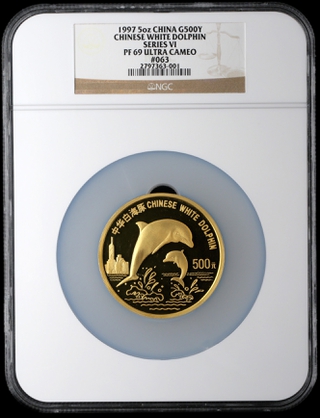 1997 5oz CHINA G500Y
CHINESE WHITE DOLPHIN
SERIES VI
PF 69 ULTRA CAMEO
#063
2797363-001
NGC
中华白海豚 CHINESE WHITE DOLPHIN
500元